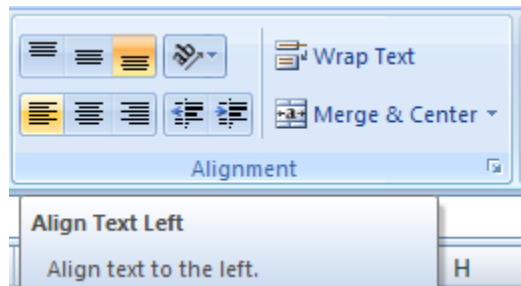 Wrap Text
Merge & Center
Alignment
Align Text Left
Align text to the left.
H